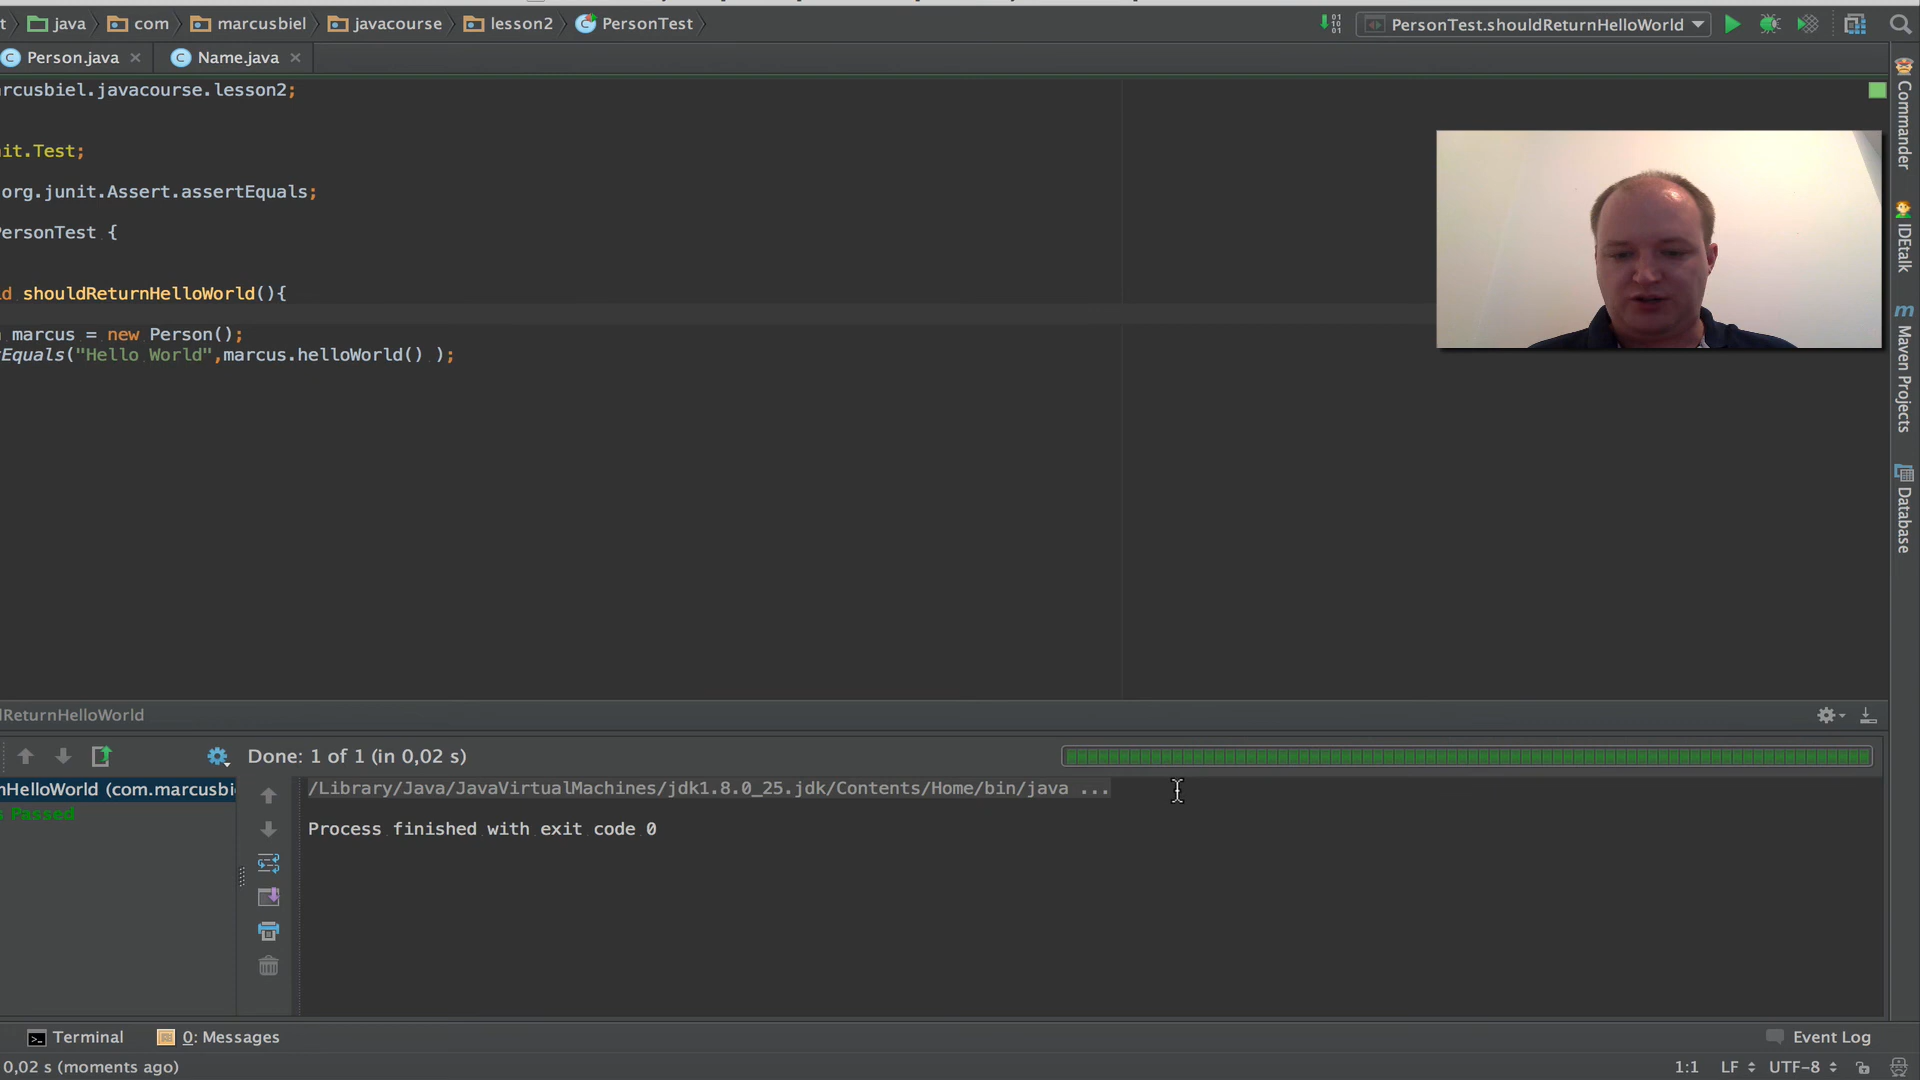 t java com marcusbiel javacourse lesson2 PersonTest
PersonTest.shouldReturnHelloWorld
Person.java Name.java
rcusbiel.javacourse.lesson2;
it.Test;
org.junit.Assert.assertEquals;
PersonTest {
d shouldReturnHelloWorld(){
marcus = new Person();
Equals("Hello World",marcus.helloWorld() );
Commander
IDEtalk
Maven Projects
Database
dReturnHelloWorld
Done: 1 of 1 (in 0,02 s)
nHelloWorld (com.marcusbi
s Passed
/Library/Java/JavaVirtualMachines/jdk1.8.0_25.jdk/Contents/Home/bin/java ...
Process finished with exit code 0
Terminal 0: Messages Event Log
0,02 s (moments ago) 1:1 LF UTF-8